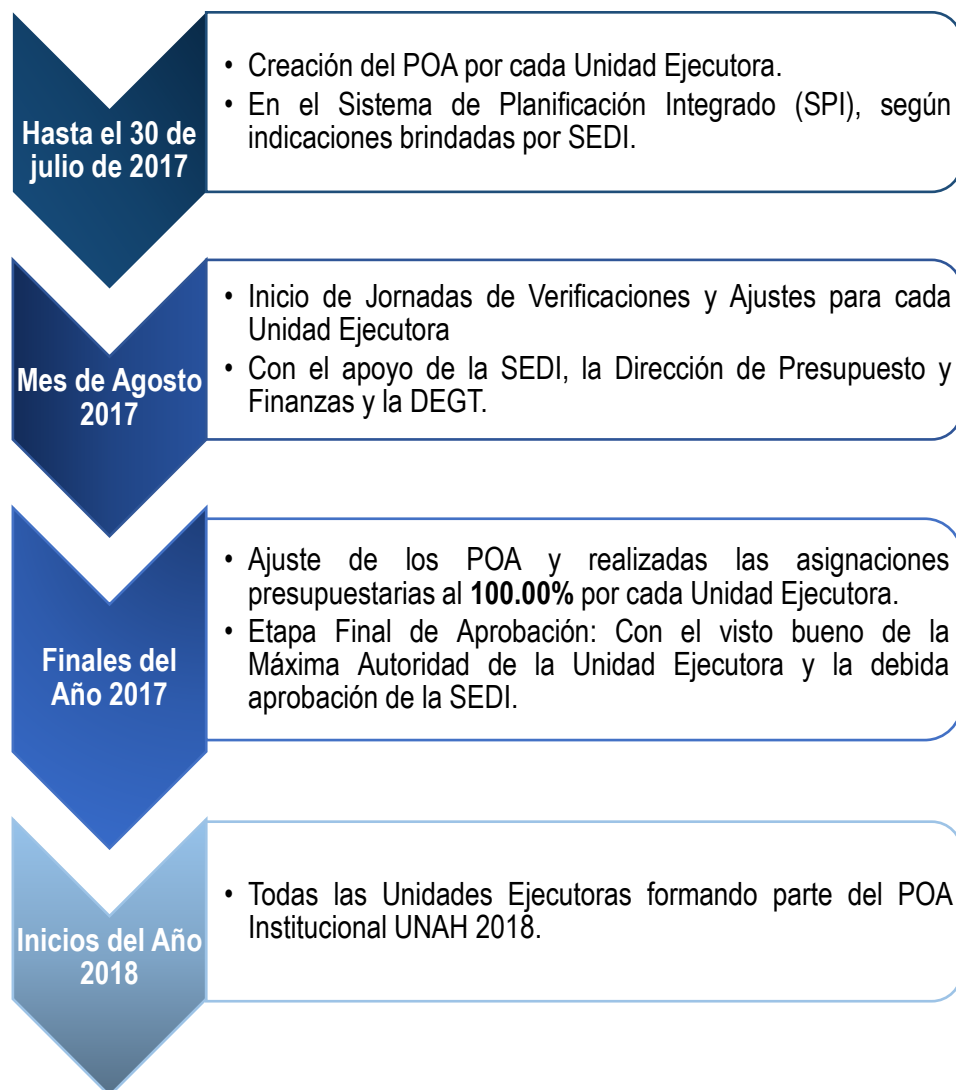 Hasta el 30 de
julio de 2017
• Creación del POA por cada Unidad Ejecutora.
• En el Sistema de Planificación Integrado (SPI), según
indicaciones brindadas por SEDI.
Mes de Agosto
2017
• Inicio de Jornadas de Verificaciones y Ajustes para cada
Unidad Ejecutora
• Con el apoyo de la SEDI, la Dirección de Presupuesto y
Finanzas y la DEGT.
Finales del
Año 2017
• Ajuste de los POA y realizadas las asignaciones
presupuestarias al 100.00% por cada Unidad Ejecutora.
• Etapa Final de Aprobación: Con el visto bueno de la
Máxima Autoridad de la Unidad Ejecutora y la debida
aprobación de la SEDI.
Inicios del Año
2018
• Todas las Unidades Ejecutoras formando parte del POA
Institucional UNAH 2018.